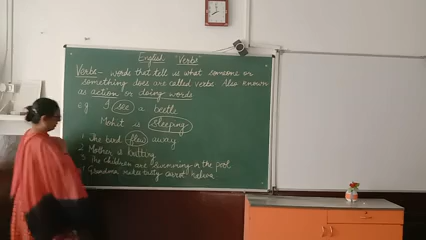 English "Verbs"
Verbs - words that tell us what someone or
something does are called verbs. Also known
as action or doing words
e.g I see a beetle
Mohit is sleeping
1 The bird flew away
2 Mother is knitting
3 The children are swimming in the pool
4 Grandma makes tasty carrot halwa